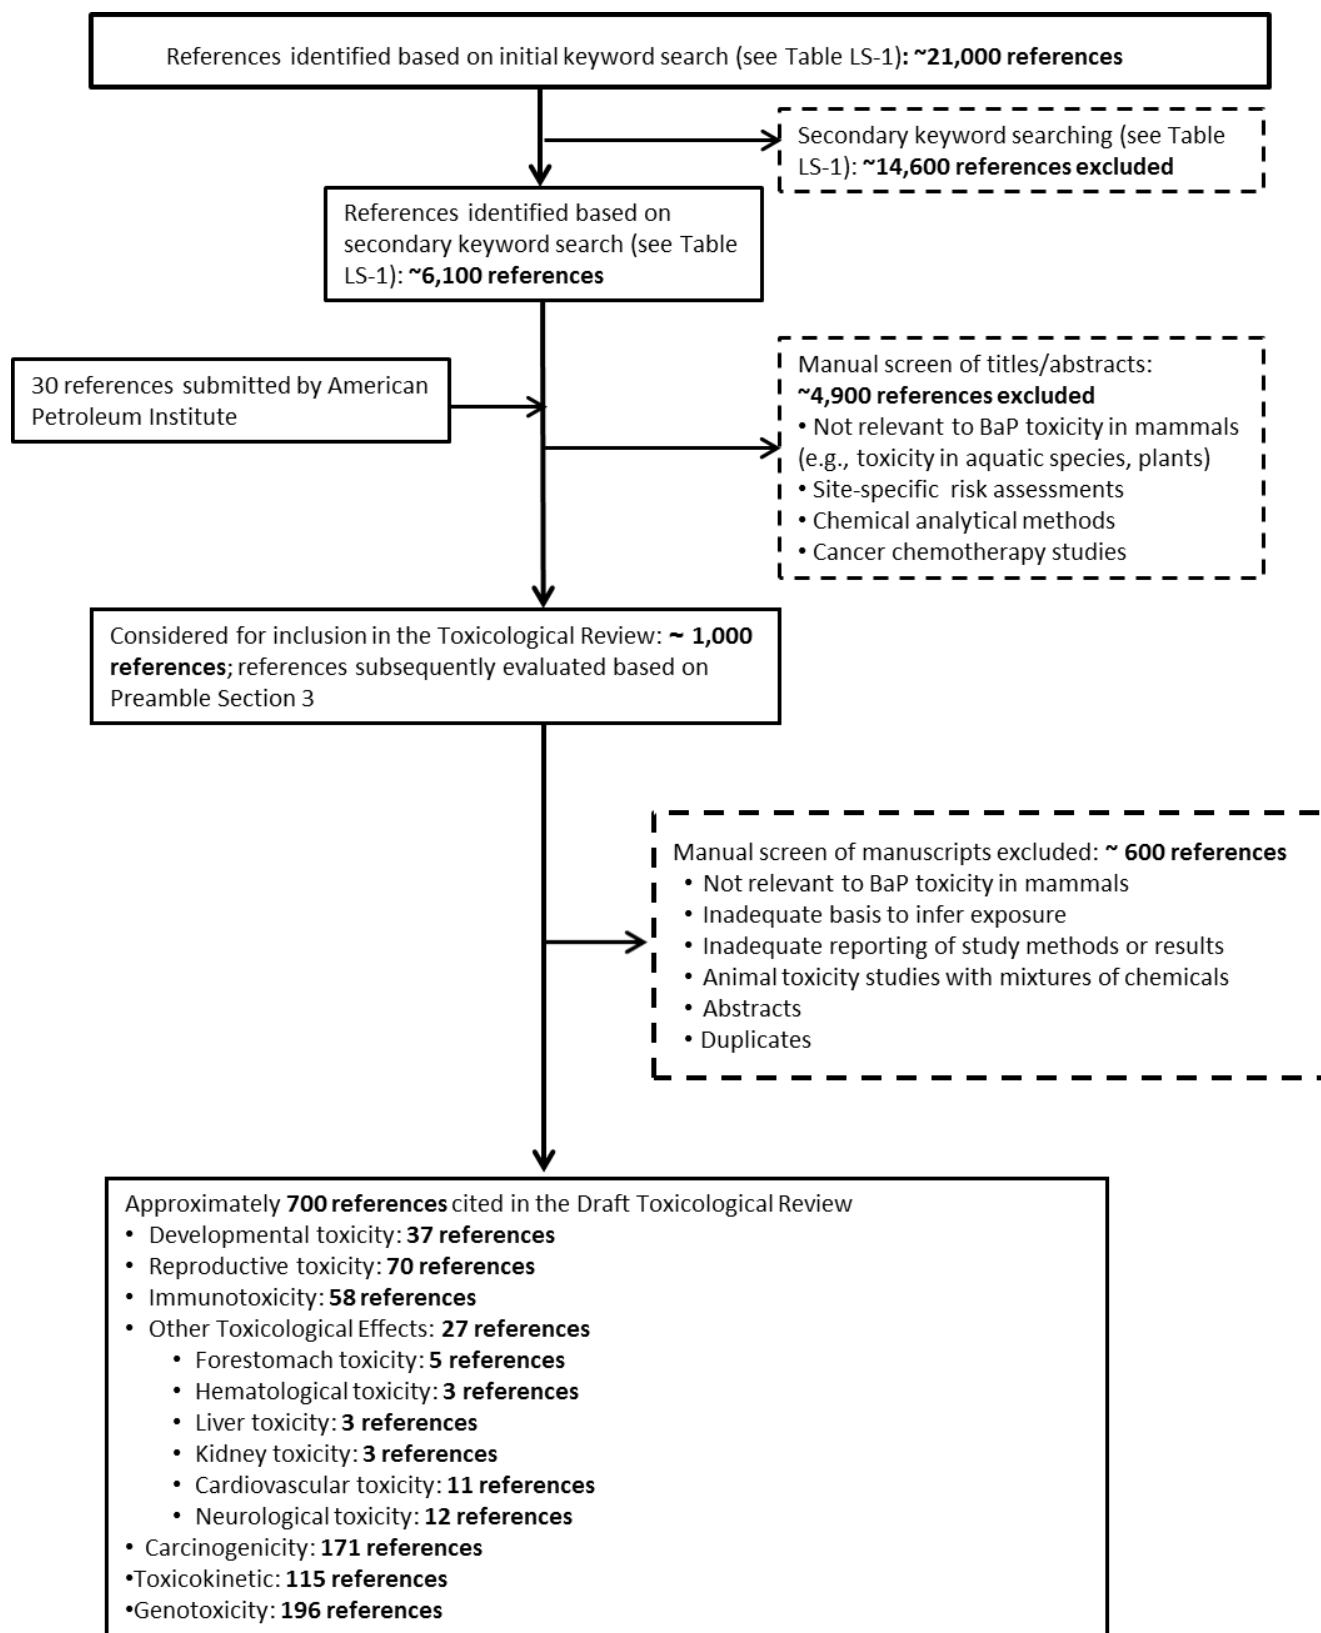 References identified based on initial keyword search (see Table LS-1): ~21,000 references
Secondary keyword searching (see Table
LS-1): ~14,600 references excluded
References identified based on
secondary keyword search (see Table
LS-1): ~6,100 references
30 references submitted by American
Petroleum Institute
Manual screen of titles/abstracts:
~4,900 references excluded
• Not relevant to BaP toxicity in mammals
(e.g., toxicity in aquatic species, plants)
• Site-specific risk assessments
• Chemical analytical methods
• Cancer chemotherapy studies
Considered for inclusion in the Toxicological Review: ~ 1,000
references; references subsequently evaluated based on
Preamble Section 3
Manual screen of manuscripts excluded: ~ 600 references
• Not relevant to BaP toxicity in mammals
• Inadequate basis to infer exposure
• Inadequate reporting of study methods or results
• Animal toxicity studies with mixtures of chemicals
• Abstracts
• Duplicates
Approximately 700 references cited in the Draft Toxicological Review
• Developmental toxicity: 37 references
• Reproductive toxicity: 70 references
• Immunotoxicity: 58 references
• Other Toxicological Effects: 27 references
• Forestomach toxicity: 5 references
• Hematological toxicity: 3 references
• Liver toxicity: 3 references
• Kidney toxicity: 3 references
• Cardiovascular toxicity: 11 references
• Neurological toxicity: 12 references
• Carcinogenicity: 171 references
•Toxicokinetic: 115 references
•Genotoxicity: 196 references